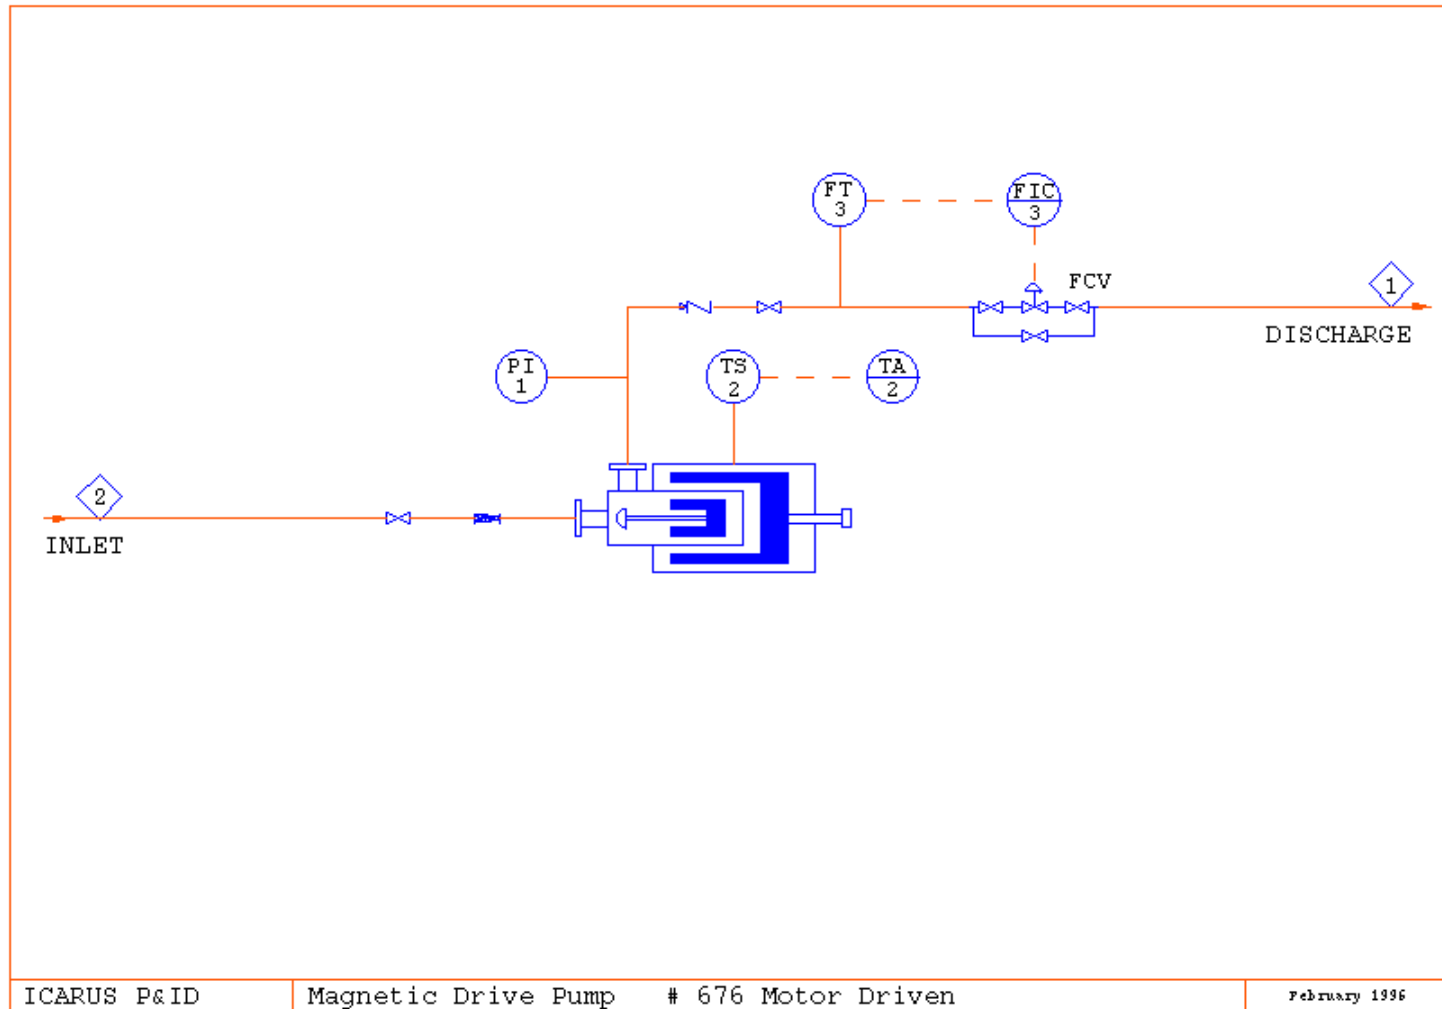 FT
3
FIC
3
FCV
1
DISCHARGE
PI
1
TS
2
TA
2
2
INLET
ICARUS P&ID
Magnetic Drive Pump # 676 Motor Driven
February 1996